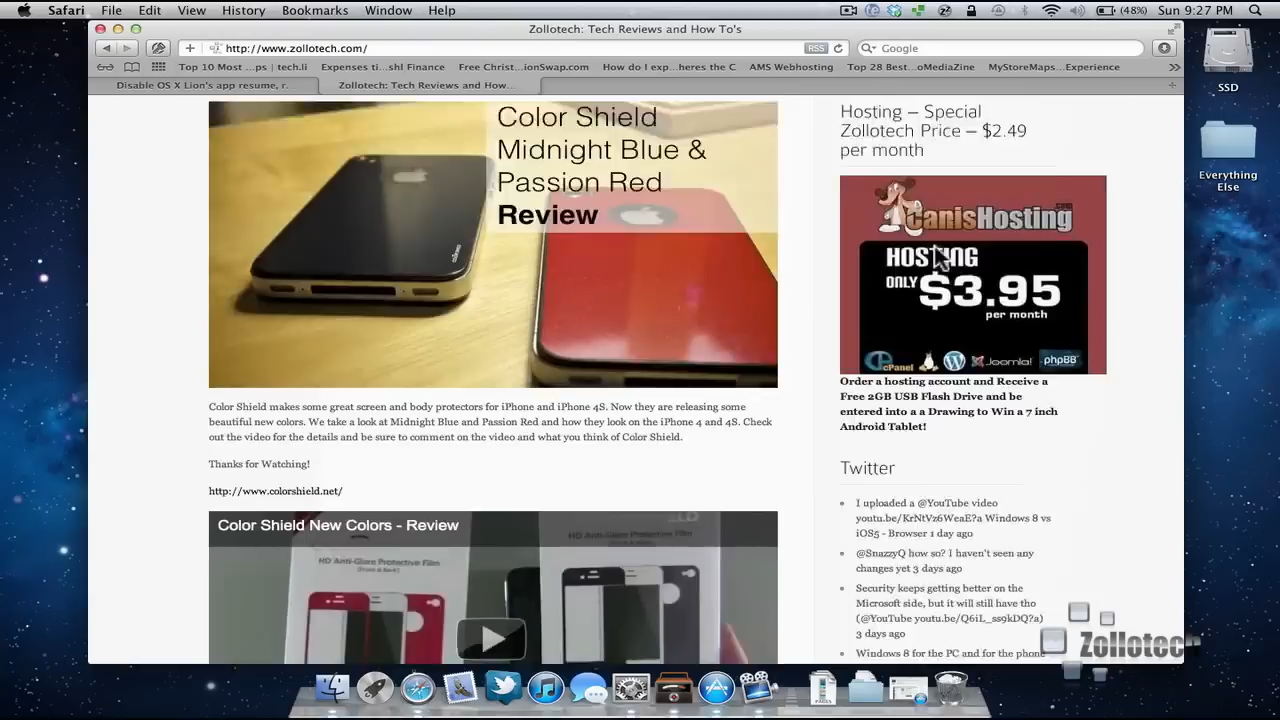 Safari File Edit View History Bookmarks Window Help (48%) Sun 9:27 PM
Zollotech: Tech Reviews and How To's
http://www.zollotech.com/ RSS Google
Top 10 Most ...ps | tech.li Expenses ti...shl Finance Free Christ...ionSwap.com How do I exp...heres the C AMS Webhosting Top 28 Best...oMediaZine MyStoreMaps...Experience
Disable OS X Lion's app resume, r. Zollotech: Tech Reviews and How...
SSD
Everything
Else
Color Shield
Midnight Blue &
Passion Red
Review
Color Shield makes some great screen and body protectors for iPhone and iPhone 4S. Now they are releasing some
beautiful new colors. We take a look at Midnight Blue and Passion Red and how they look on the iPhone 4 and 4S. Check
out the video for the details and be sure to comment on the video and what you think of Color Shield.
Thanks for Watching!
http://www.colorshield.net/
Color Shield New Colors - Review
HD Anti-Glare Protective Film
HD Anti-Glare Protective Film
Hosting – Special
Zollotech Price – $2.49
per month
CanisHosting.com
HOSTING
ONLY $3.95
per month
cPanel Joomla! phpBB
Order a hosting account and Receive a
Free 2GB USB Flash Drive and be
entered into a a Drawing to Win a 7 inch
Android Tablet!
Twitter
I uploaded a @YouTube video
youtu.be/KrNtVz6WeaE?a Windows 8 vs
iOS5 - Browser 1 day ago
@SnazzyQ how so? I haven't seen any
changes yet 3 days ago
Security keeps getting better on the
Microsoft side, but it will still have tho
(@YouTube youtu.be/Q6iL_ss9kDQ?a)
3 days ago
Windows 8 for the PC and for the phone
Zollotech
PAGES